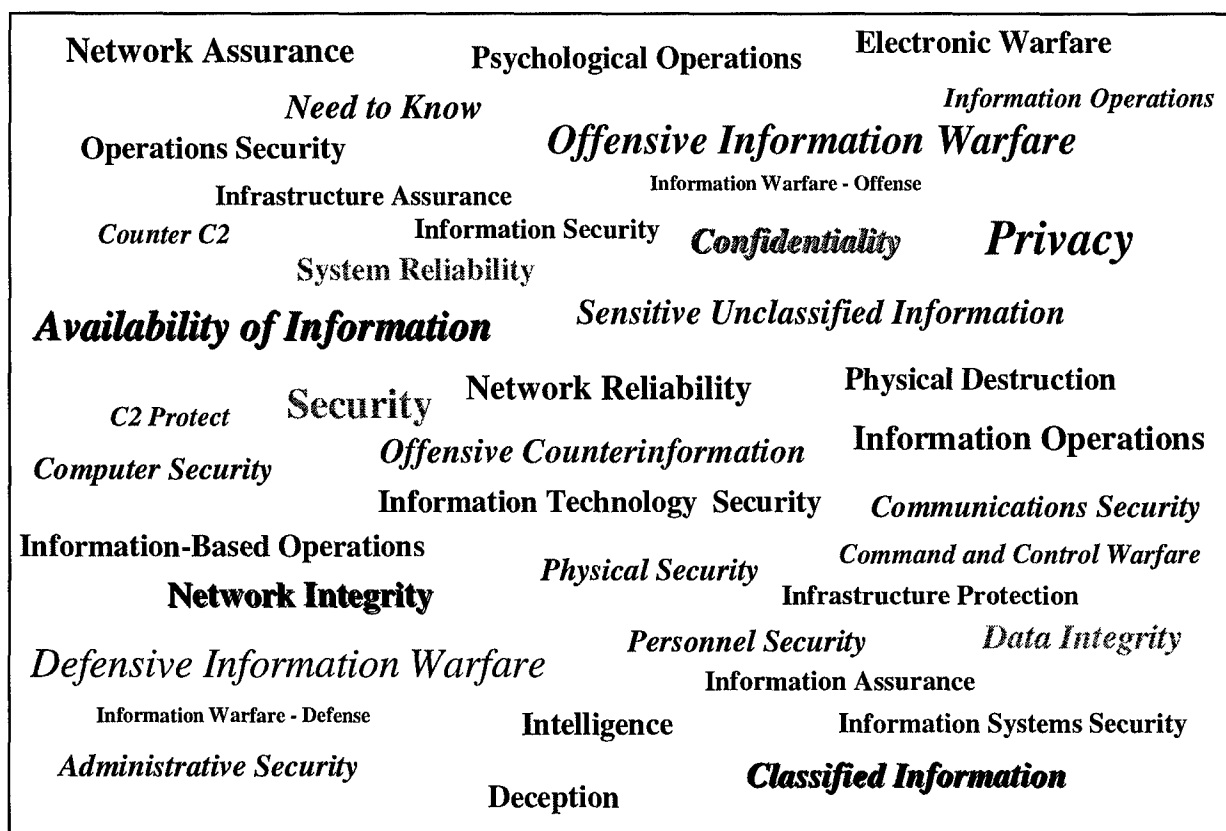 Network Assurance
Psychological Operations
Electronic Warfare
Need to Know
Information Operations
Operations Security
Offensive Information Warfare
Infrastructure Assurance
Information Warfare - Offense
Counter C2
Information Security
Confidentiality
Privacy
System Reliability
Availability of Information
Sensitive Unclassified Information
Security
Network Reliability
Physical Destruction
C2 Protect
Offensive Counterinformation
Information Operations
Computer Security
Information Technology Security
Communications Security
Information-Based Operations
Physical Security
Command and Control Warfare
Network Integrity
Infrastructure Protection
Defensive Information Warfare
Personnel Security
Data Integrity
Information Assurance
Information Warfare - Defense
Intelligence
Information Systems Security
Administrative Security
Deception
Classified Information